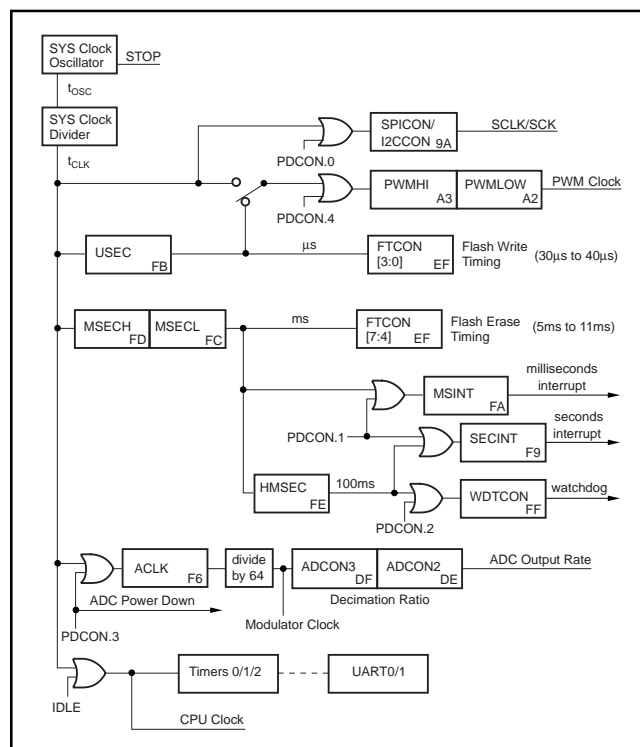 SYS Clock
Oscillator
STOP
tOSC
SYS Clock
Divider
tCLK
SPICON/
I2CCON
9A
SCLK/SCK
PDCON.0
PWMHI
A3
PWMLOW
A2
PWM Clock
PDCON.4
USEC
FB
µs
FTCON
[3:0]
EF
Flash Write
Timing
(30µs to 40µs)
MSECH
FD
MSECL
FC
ms
FTCON
[7:4]
EF
Flash Erase
Timing
(5ms to 11ms)
milliseconds
interrupt
MSINT
FA
PDCON.1
seconds
interrupt
SECINT
F9
HMSEC
FE
100ms
WDTCON
FF
watchdog
PDCON.2
ACLK
F6
divide
by 64
ADCON3
DF
ADCON2
DE
ADC Output Rate
Decimation Ratio
ADC Power Down
Modulator Clock
PDCON.3
Timers 0/1/2
UART0/1
IDLE
CPU Clock